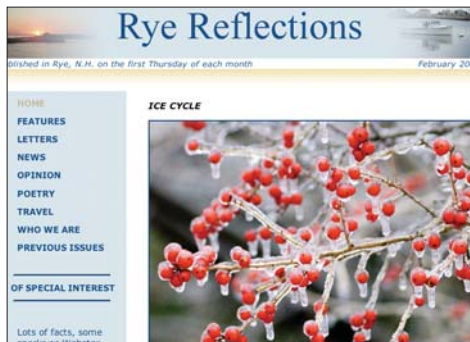 Rye Reflections
blished in Rye, N.H. on the first Thursday of each month
February 20
HOME
ICE CYCLE
FEATURES
LETTERS
NEWS
OPINION
POETRY
TRAVEL
WHO WE ARE
PREVIOUS ISSUES
OF SPECIAL INTEREST
Lots of facts, some